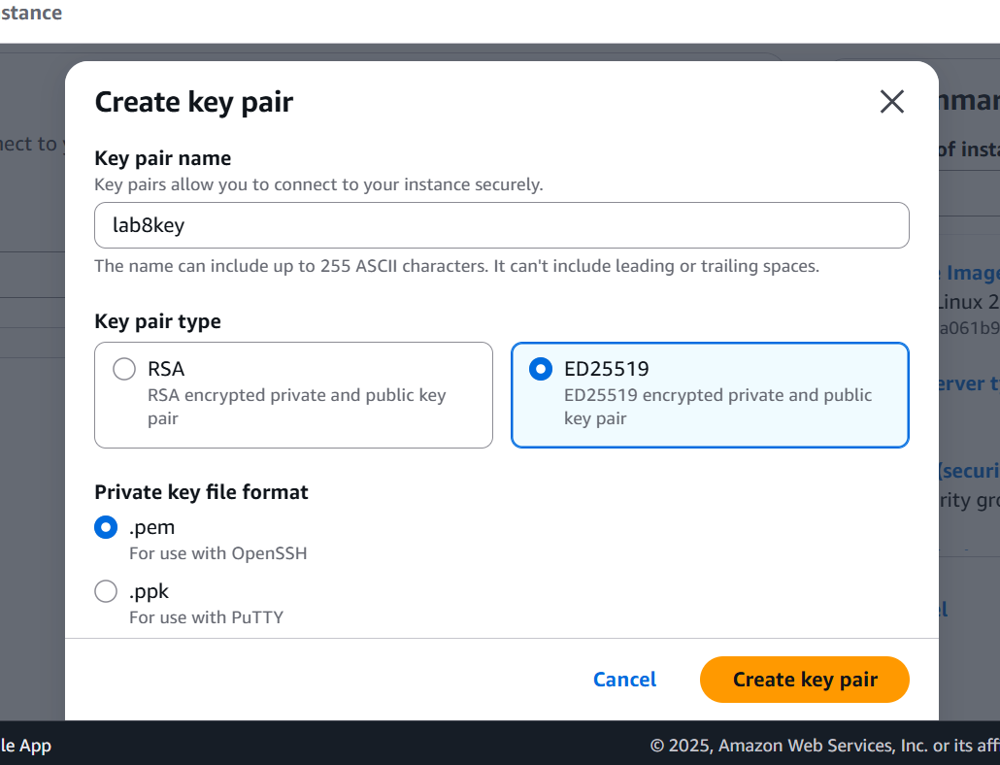 stance
Create key pair
Key pair name
Key pairs allow you to connect to your instance securely.
lab8key
The name can include up to 255 ASCII characters. It can't include leading or trailing spaces.
Key pair type
RSA
RSA encrypted private and public key
pair
ED25519
ED25519 encrypted private and public
key pair
Private key file format
.pem
For use with OpenSSH
.ppk
For use with PuTTY
Cancel
Create key pair
nect to
of insta
Image
Linux 2
a061b9
erver t
(securi
rity gro
le App
© 2025, Amazon Web Services, Inc. or its aff